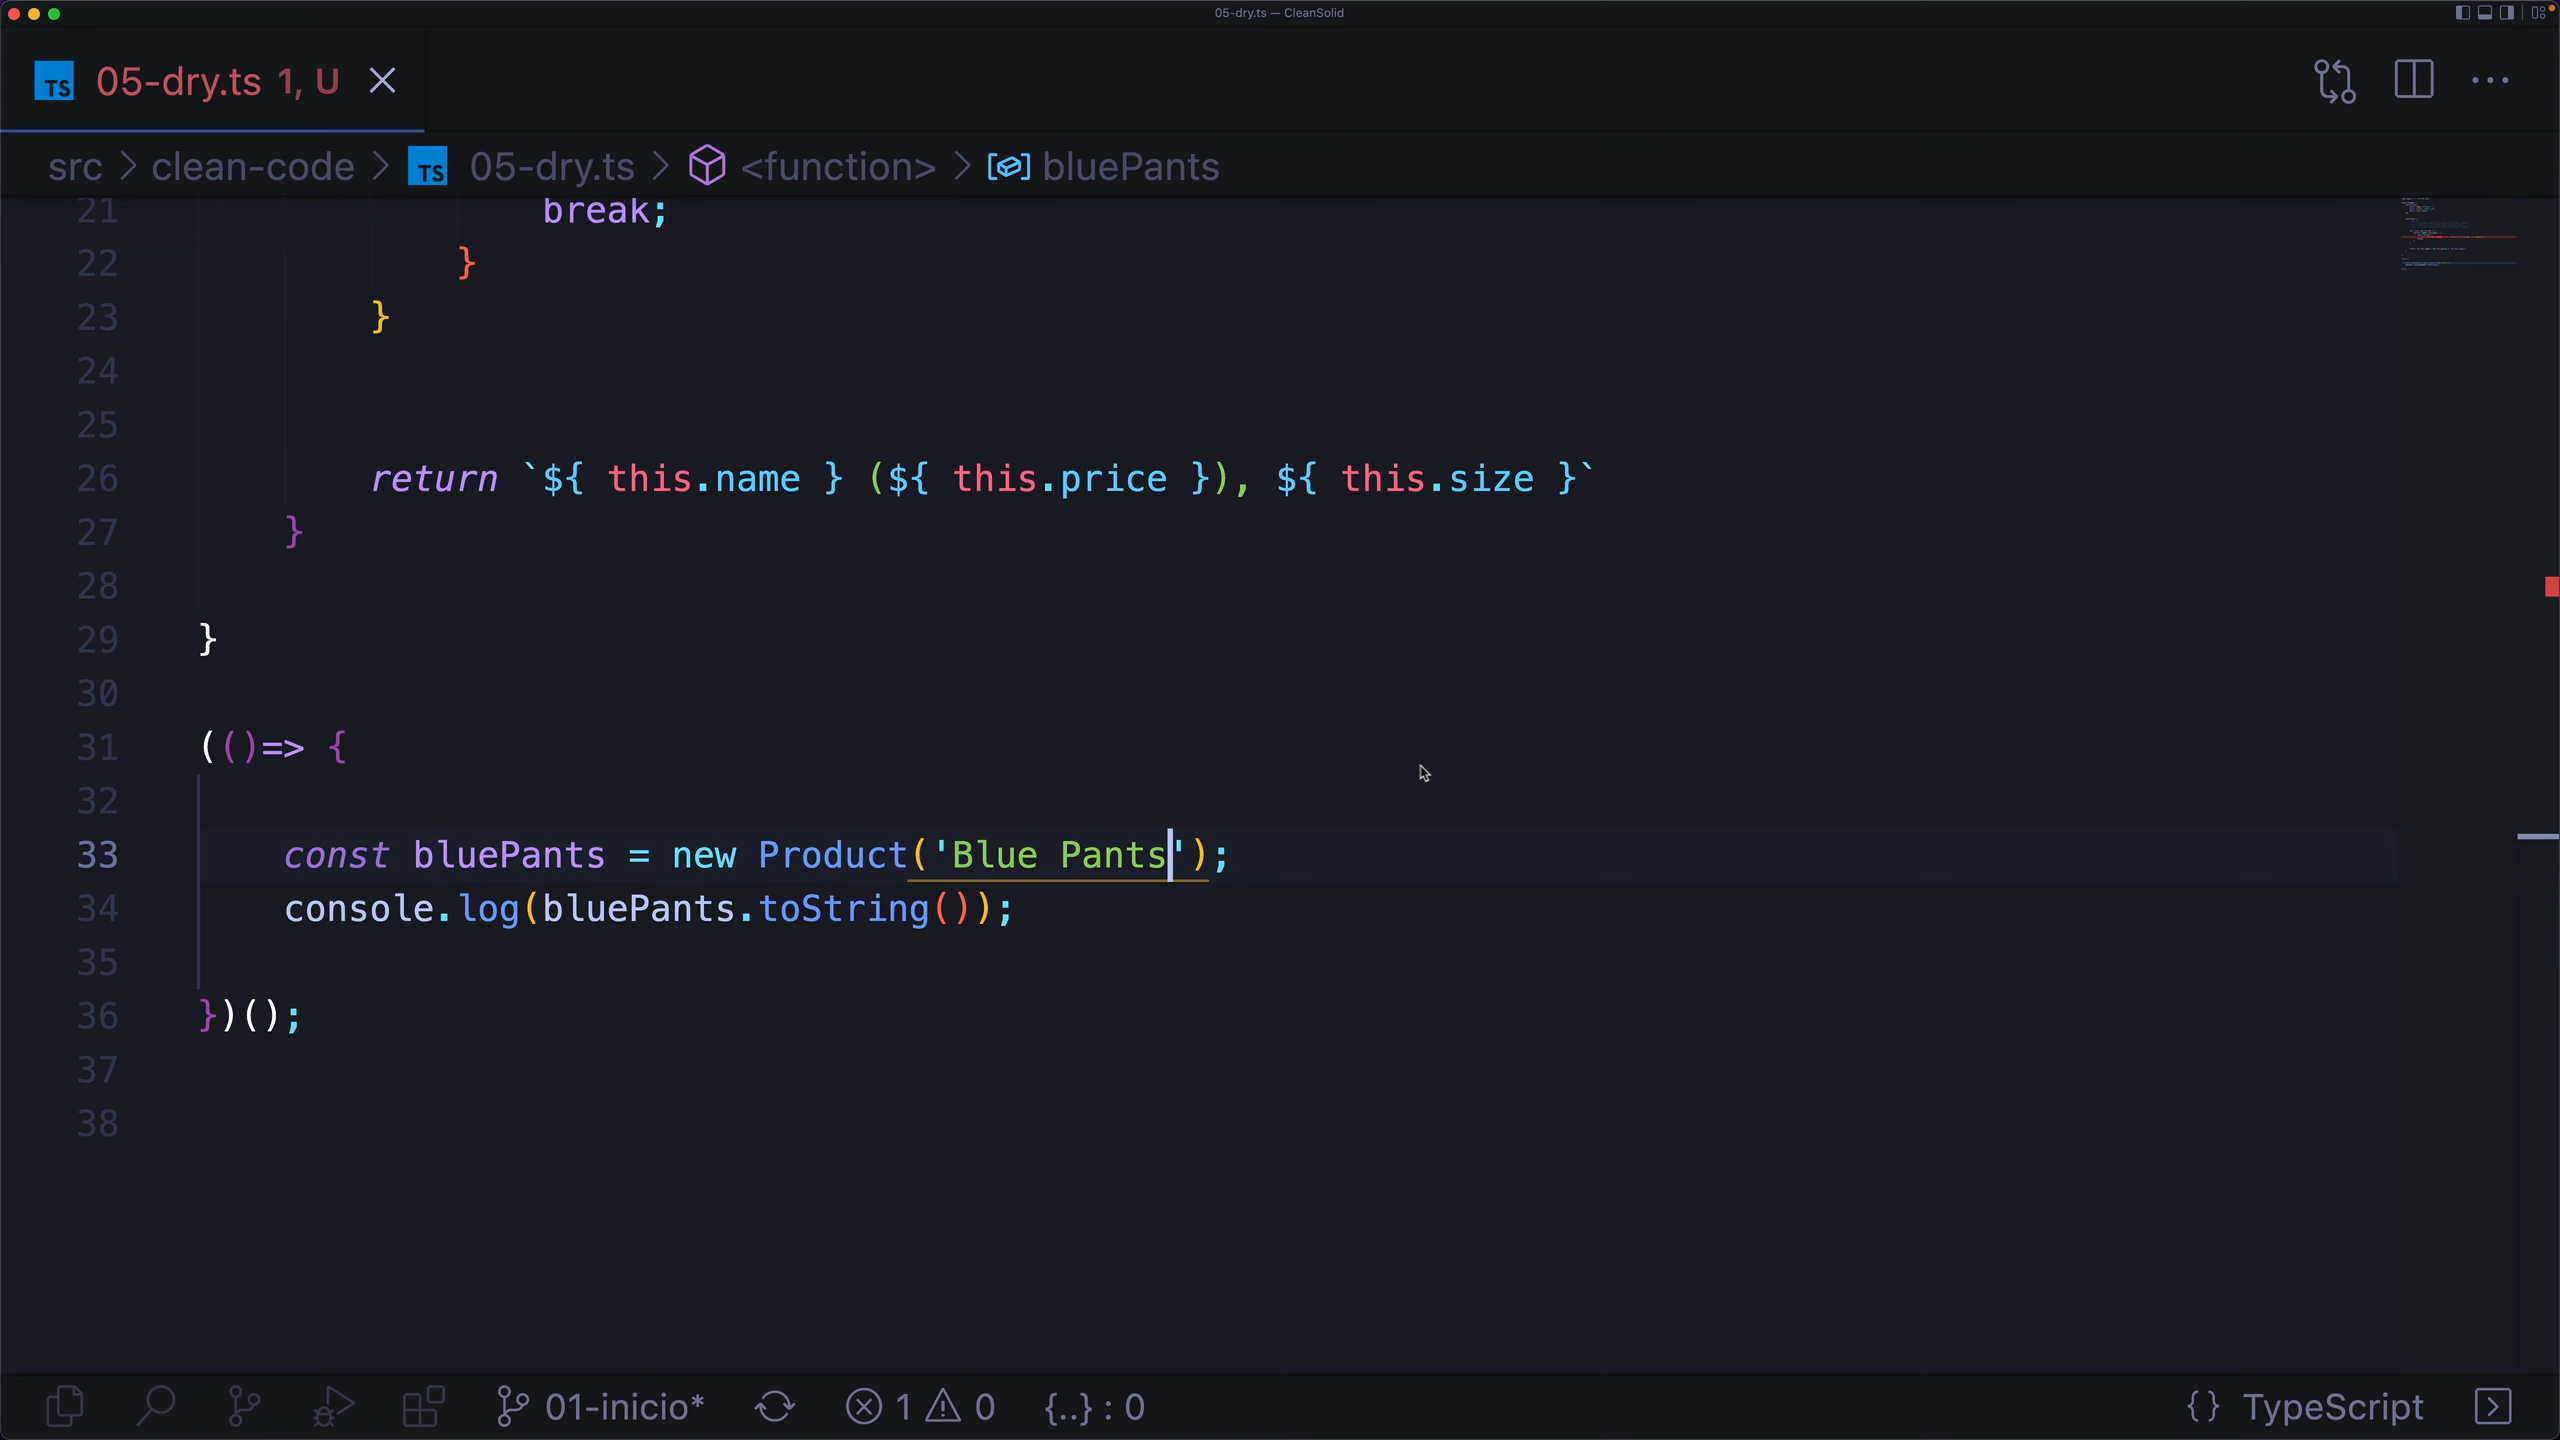 05-dry.ts — CleanSolid
TS 05-dry.ts 1, U
src > clean-code > TS 05-dry.ts > <function> > bluePants
21 break;
22 }
23 }
24
25
26 return `${ this.name } (${ this.price }), ${ this.size }`
27 }
28
29 }
30
31 (()=> {
32
33 const bluePants = new Product('Blue Pants');
34 console.log(bluePants.toString());
35
36 })();
37
38
01-inicio* 1 0 {..} : 0 {} TypeScript